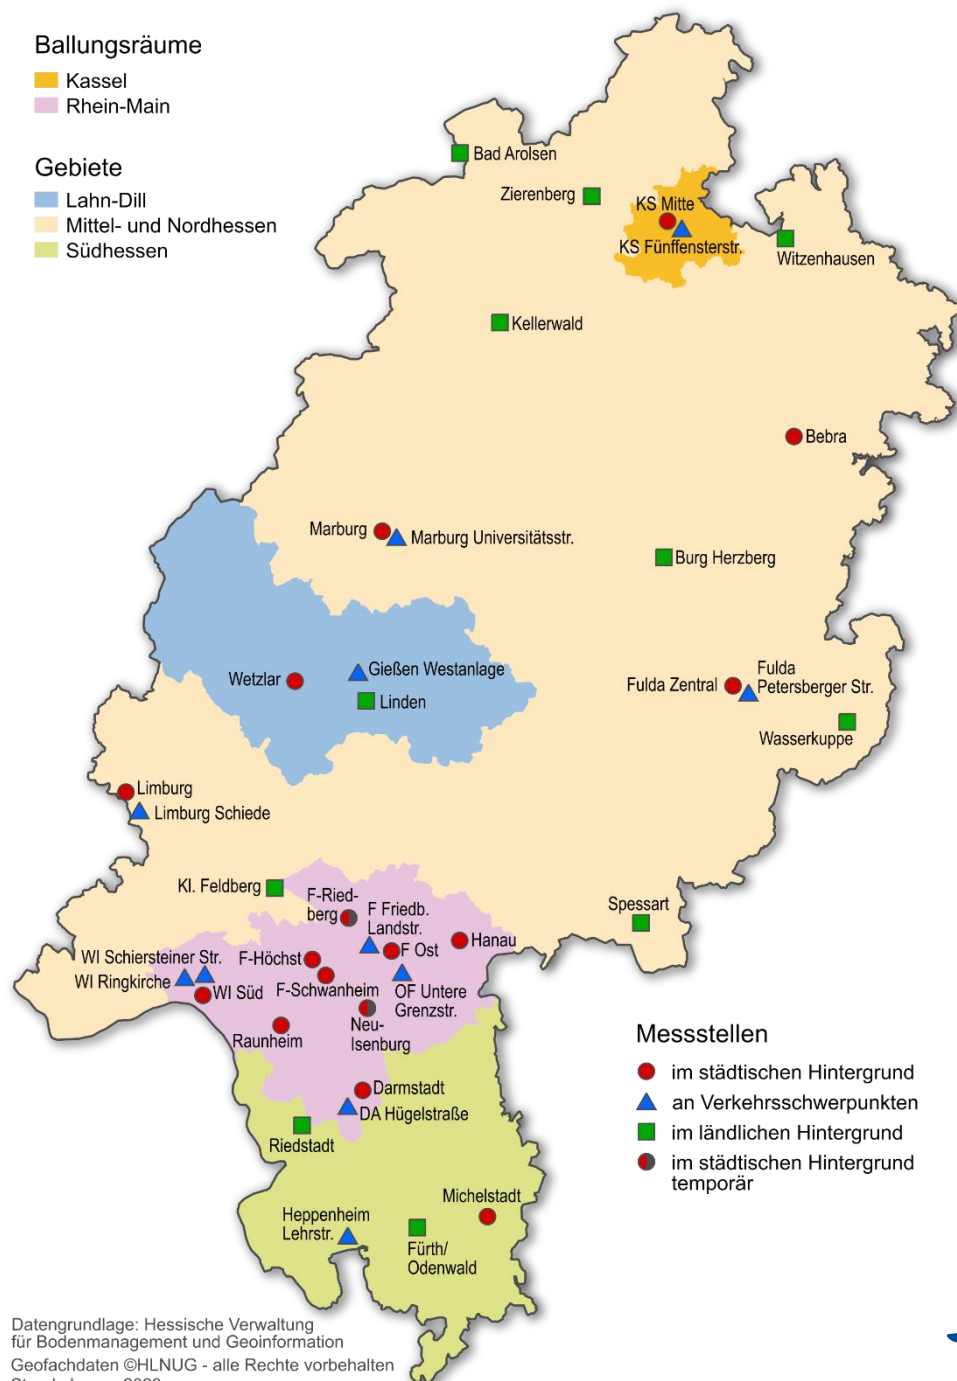 Ballungsräume
Kassel
Rhein-Main
Gebiete
Lahn-Dill
Mittel- und Nordhessen
Südhessen
Bad Arolsen
Zierenberg
KS Mitte
KS Fünffensterstr.
Witzenhausen
Kellerwald
Bebra
Marburg
Marburg Universitätsstr.
Burg Herzberg
Wetzlar
Gießen Westanlage
Linden
Fulda Zentral
Fulda
Petersberger Str.
Wasserkuppe
Limburg
Limburg Schiede
Kl. Feldberg
F-Ried-
berg
F Friedb.
Landstr.
Spessart
Hanau
F Ost
F-Höchst
WI Schiersteiner Str.
WI Ringkirche
WI Süd
F-Schwanheim
OF Untere
Grenzstr.
Neu-
Isenburg
Raunheim
Darmstadt
DA Hügelstraße
Riedstadt
Michelstadt
Heppenheim
Lehrstr.
Fürth/
Odenwald
Messstellen
im städtischen Hintergrund
an Verkehrsschwerpunkten
im ländlichen Hintergrund
im städtischen Hintergrund
temporär
Datengrundlage: Hessische Verwaltung
für Bodenmanagement und Geoinformation
Geofachdaten ©HLNUG - alle Rechte vorbehalten